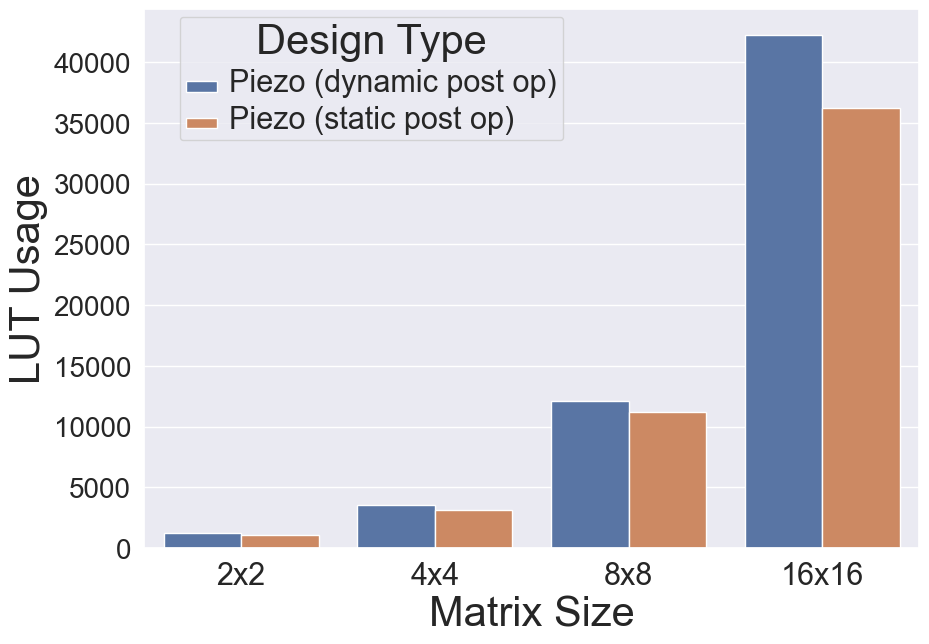 Design Type
Piezo (dynamic post op)
Piezo (static post op)
LUT Usage
40000
35000
30000
25000
20000
15000
10000
5000
0
2x2 4x4 8x8 16x16
Matrix Size